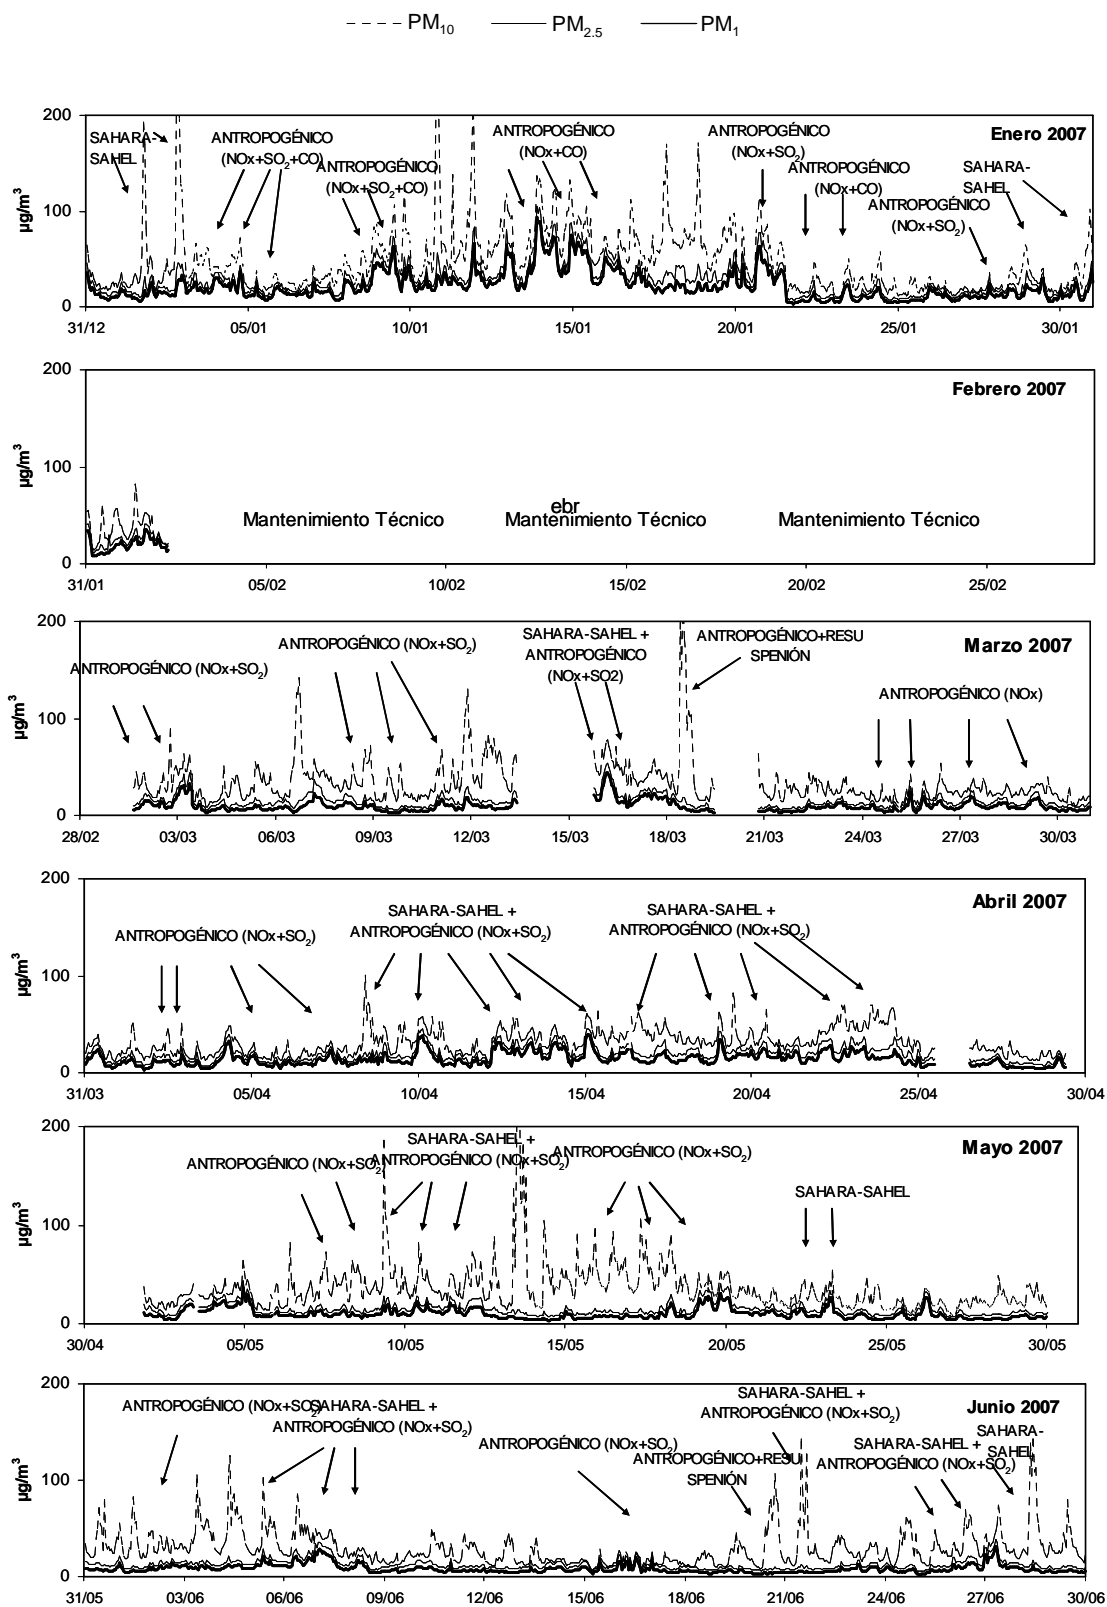 PM10 PM2.5 PM1
200
Enero 2007
SAHARA-
SAHEL
ANTROPOGÉNICO
(NOx+SO2+CO)
ANTROPOGÉNICO
(NOx+SO2+CO)
ANTROPOGÉNICO
(NOx+CO)
ANTROPOGÉNICO
(NOx+SO2)
ANTROPOGÉNICO
(NOx+CO)
ANTROPOGÉNICO
(NOx+SO2)
SAHARA-
SAHEL
µg/m3
100
0
31/12 05/01 10/01 15/01 20/01 25/01 30/01
200
Febrero 2007
µg/m3
100
ebr
Mantenimiento Técnico Mantenimiento Técnico Mantenimiento Técnico
0
31/01 05/02 10/02 15/02 20/02 25/02
200
Marzo 2007
ANTROPOGÉNICO (NOx+SO2)
ANTROPOGÉNICO (NOx+SO2)
SAHARA-SAHEL +
ANTROPOGÉNICO
(NOx+SO2)
ANTROPOGÉNICO+RESU
SPENIÓN
ANTROPOGÉNICO (NOx)
µg/m3
100
0
28/02 03/03 06/03 09/03 12/03 15/03 18/03 21/03 24/03 27/03 30/03
200
Abril 2007
ANTROPOGÉNICO (NOx+SO2)
SAHARA-SAHEL +
ANTROPOGÉNICO (NOx+SO2)
SAHARA-SAHEL +
ANTROPOGÉNICO (NOx+SO2)
µg/m3
100
0
31/03 05/04 10/04 15/04 20/04 25/04 30/04
200
Mayo 2007
ANTROPOGÉNICO (NOx+SO2)
SAHARA-SAHEL +
ANTROPOGÉNICO (NOx+SO2)
ANTROPOGÉNICO (NOx+SO2)
SAHARA-SAHEL
µg/m3
100
0
30/04 05/05 10/05 15/05 20/05 25/05 30/05
200
Junio 2007
ANTROPOGÉNICO (NOx+SO2)
SAHARA-SAHEL +
ANTROPOGÉNICO (NOx+SO2)
ANTROPOGÉNICO (NOx+SO2)
ANTROPOGÉNICO+RESU
SPENIÓN
SAHARA-SAHEL +
ANTROPOGÉNICO (NOx+SO2)
SAHARA-SAHEL +
ANTROPOGÉNICO (NOx+SO2)
SAHARA-
SAHEL
µg/m3
100
0
31/05 03/06 06/06 09/06 12/06 15/06 18/06 21/06 24/06 27/06 30/06